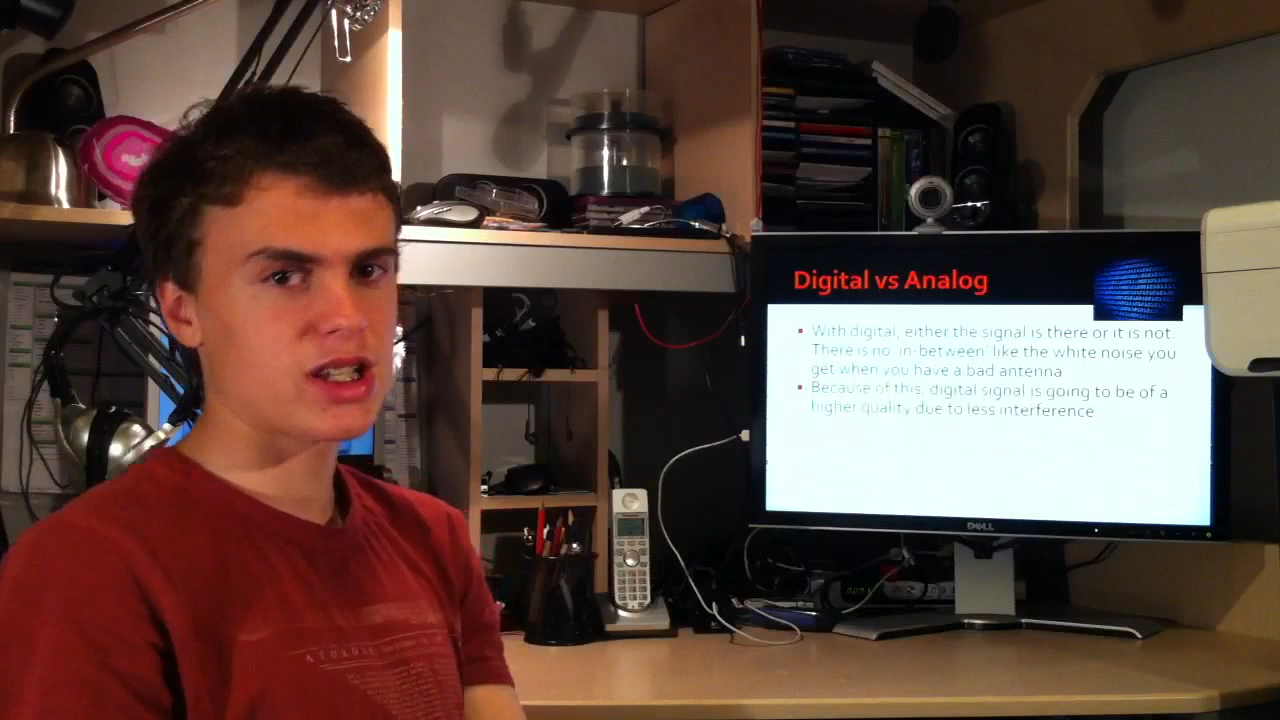 Digital vs Analog
With digital, either the signal is there or it is not.
There is no 'in-between' like the white noise you
get when you have a bad antenna
Because of this, digital signal is going to be of a
higher quality due to less interference
DELL